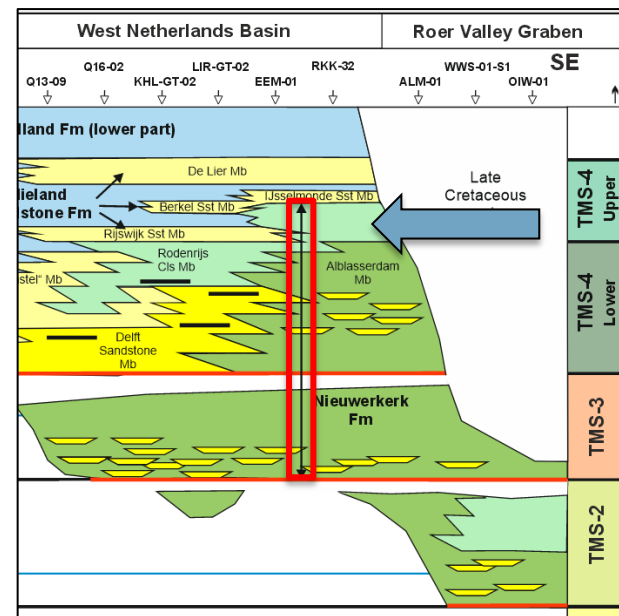 West Netherlands Basin
Roer Valley Graben
SE
Q13-09
Q16-02
KHL-GT-02
LIR-GT-02
EEM-01
RKK-32
ALM-01
WWS-01-S1
OIW-01
lland Fm (lower part)
De Lier Mb
IJsselmonde Sst Mb
Vlieland
dstone Fm
Berkel Sst Mb
Rijswijk Sst Mb
Late
Cretaceous
Rodenrijs
Cls Mb
Alblasserdam
Mb
stel" Mb
Delft
Sandstone
Mb
Nieuwerkerk
Fm
TMS-4
Upper
TMS-4
Lower
TMS-3
TMS-2